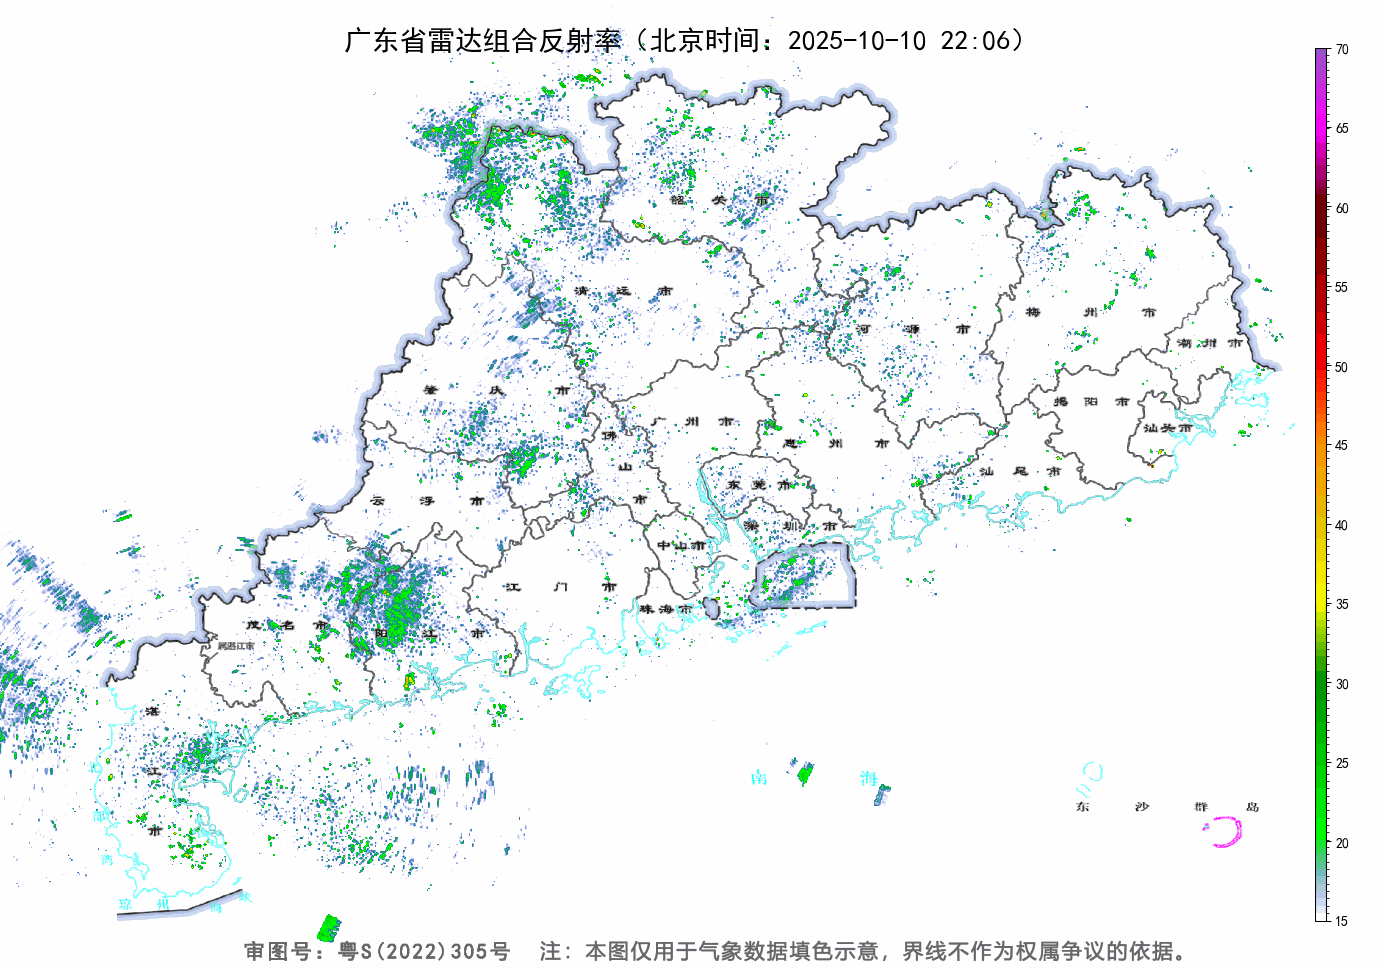 广东省雷达组合反射率（北京时间：2025-10-10 22:06）
70
65
60
55
50
45
40
35
30
25
20
15
韶关市
清远市
河源市
梅州市
潮州市
肇庆市
揭阳市
汕头市
广州市
佛山市
惠州市
汕尾市
云浮市
东莞市
深圳市
中山市
江门市
珠海市
茂名市
阳江市
属湛江市
湛江市
南海
东沙群岛
湾
琼州海峡
审图号：粤S(2022)305号 注：本图仅用于气象数据填色示意，界线不作为权属争议的依据。